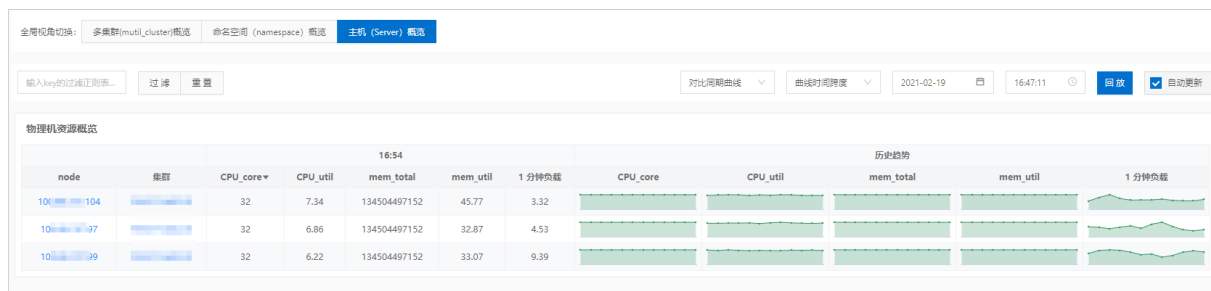 全局视角切换： 多集群(mutil_cluster)概览 命名空间（namespace）概览 主机（Server）概览
输入key的过滤正则表... 过滤 重置 对比同期曲线 曲线时间跨度 2021-02-19 16:47:11 回放 自动更新
物理机资源概览
16:54 历史趋势
node 集群 CPU_core CPU_util mem_total mem_util 1 分钟负载 CPU_core CPU_util mem_total mem_util 1 分钟负载
10 104 32 7.34 134504497152 45.77 3.32
10 97 32 6.86 134504497152 32.87 4.53
10 99 32 6.22 134504497152 33.07 9.39